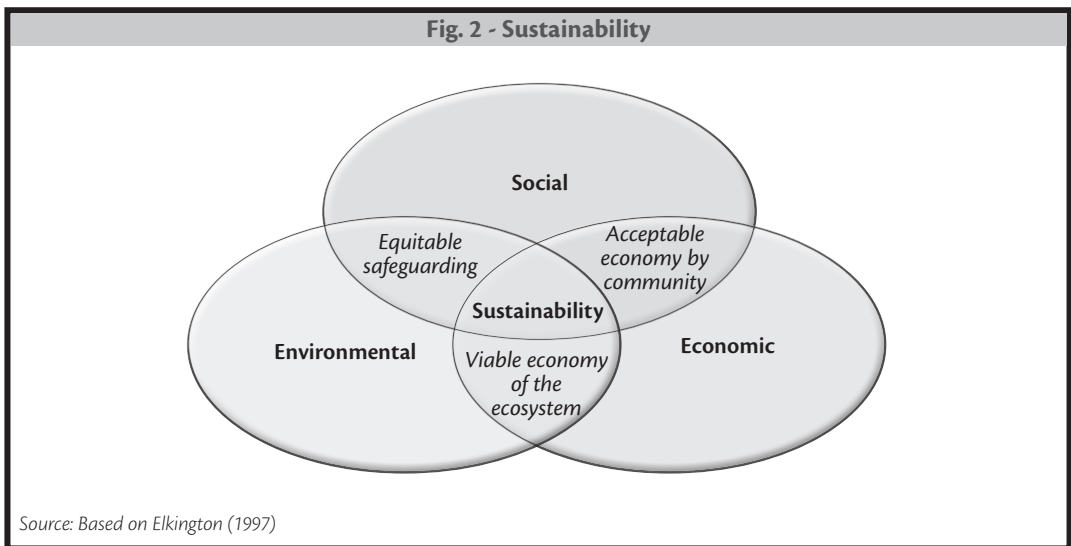 Fig. 2 - Sustainability
Social
Equitable
safeguarding
Acceptable
economy by
community
Sustainability
Environmental
Economic
Viable economy
of the
ecosystem
Source: Based on Elkington (1997)